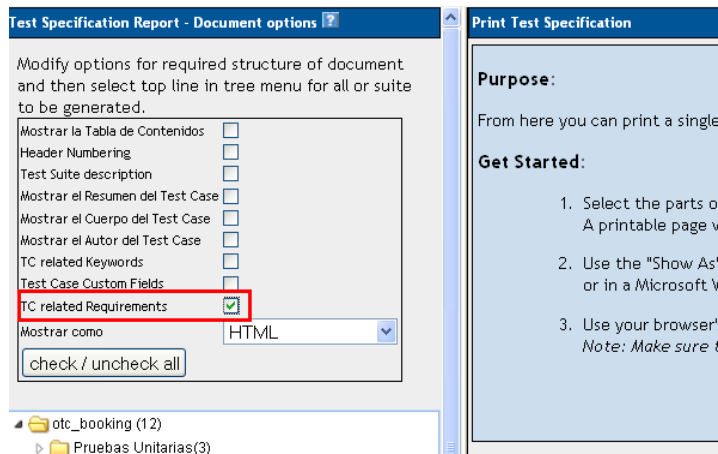 Test Specification Report - Document options ?
Modify options for required structure of document
and then select top line in tree menu for all or suite
to be generated.
Mostrar la Tabla de Contenidos
Header Numbering
Test Suite description
Mostrar el Resumen del Test Case
Mostrar el Cuerpo del Test Case
Mostrar el Autor del Test Case
TC related Keywords
Test Case Custom Fields
TC related Requirements
Mostrar como HTML
check / uncheck all
otc_booking (12)
Pruebas Unitarias(3)
Print Test Specification
Purpose:
From here you can print a single
Get Started:
1. Select the parts o
A printable page v
2. Use the "Show As"
or in a Microsoft
3. Use your browser'
Note: Make sure